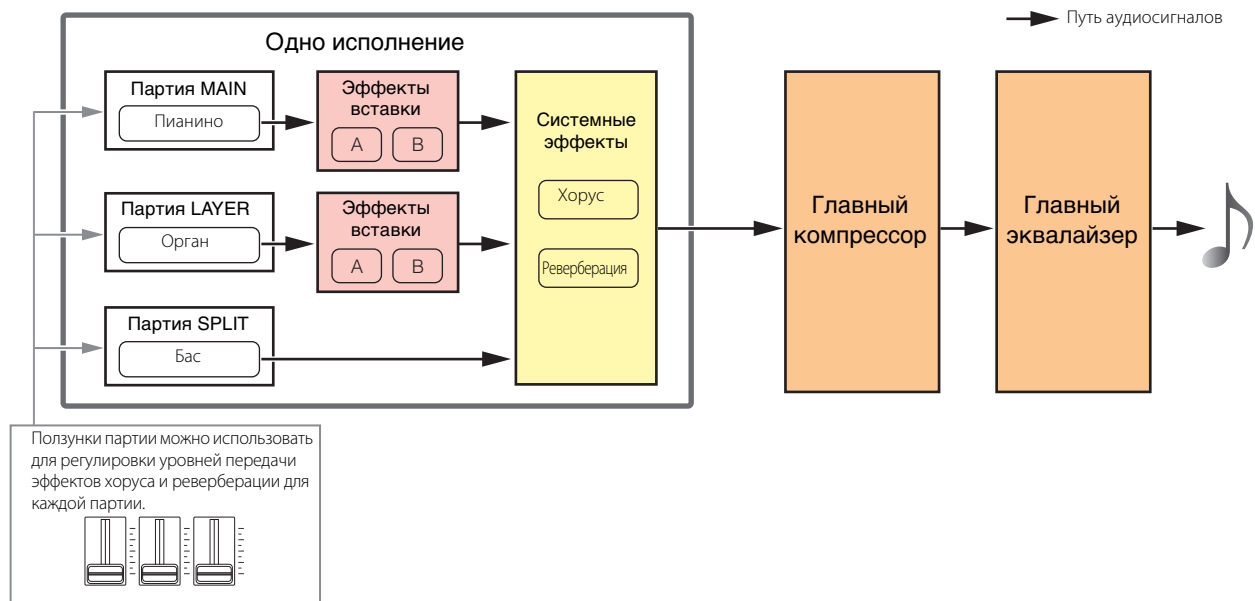 Путь аудиосигналов
Одно исполнение
Партия MAIN
Пианино
Эффекты
вставки
A
B
Партия LAYER
Орган
Эффекты
вставки
A
B
Партия SPLIT
Бас
Системные
эффекты
Хорус
Реверберация
Главный
компрессор
Главный
эквалайзер
Ползунки партии можно использовать
для регулировки уровней передачи
эффектов хоруса и реверберации для
каждой партии.